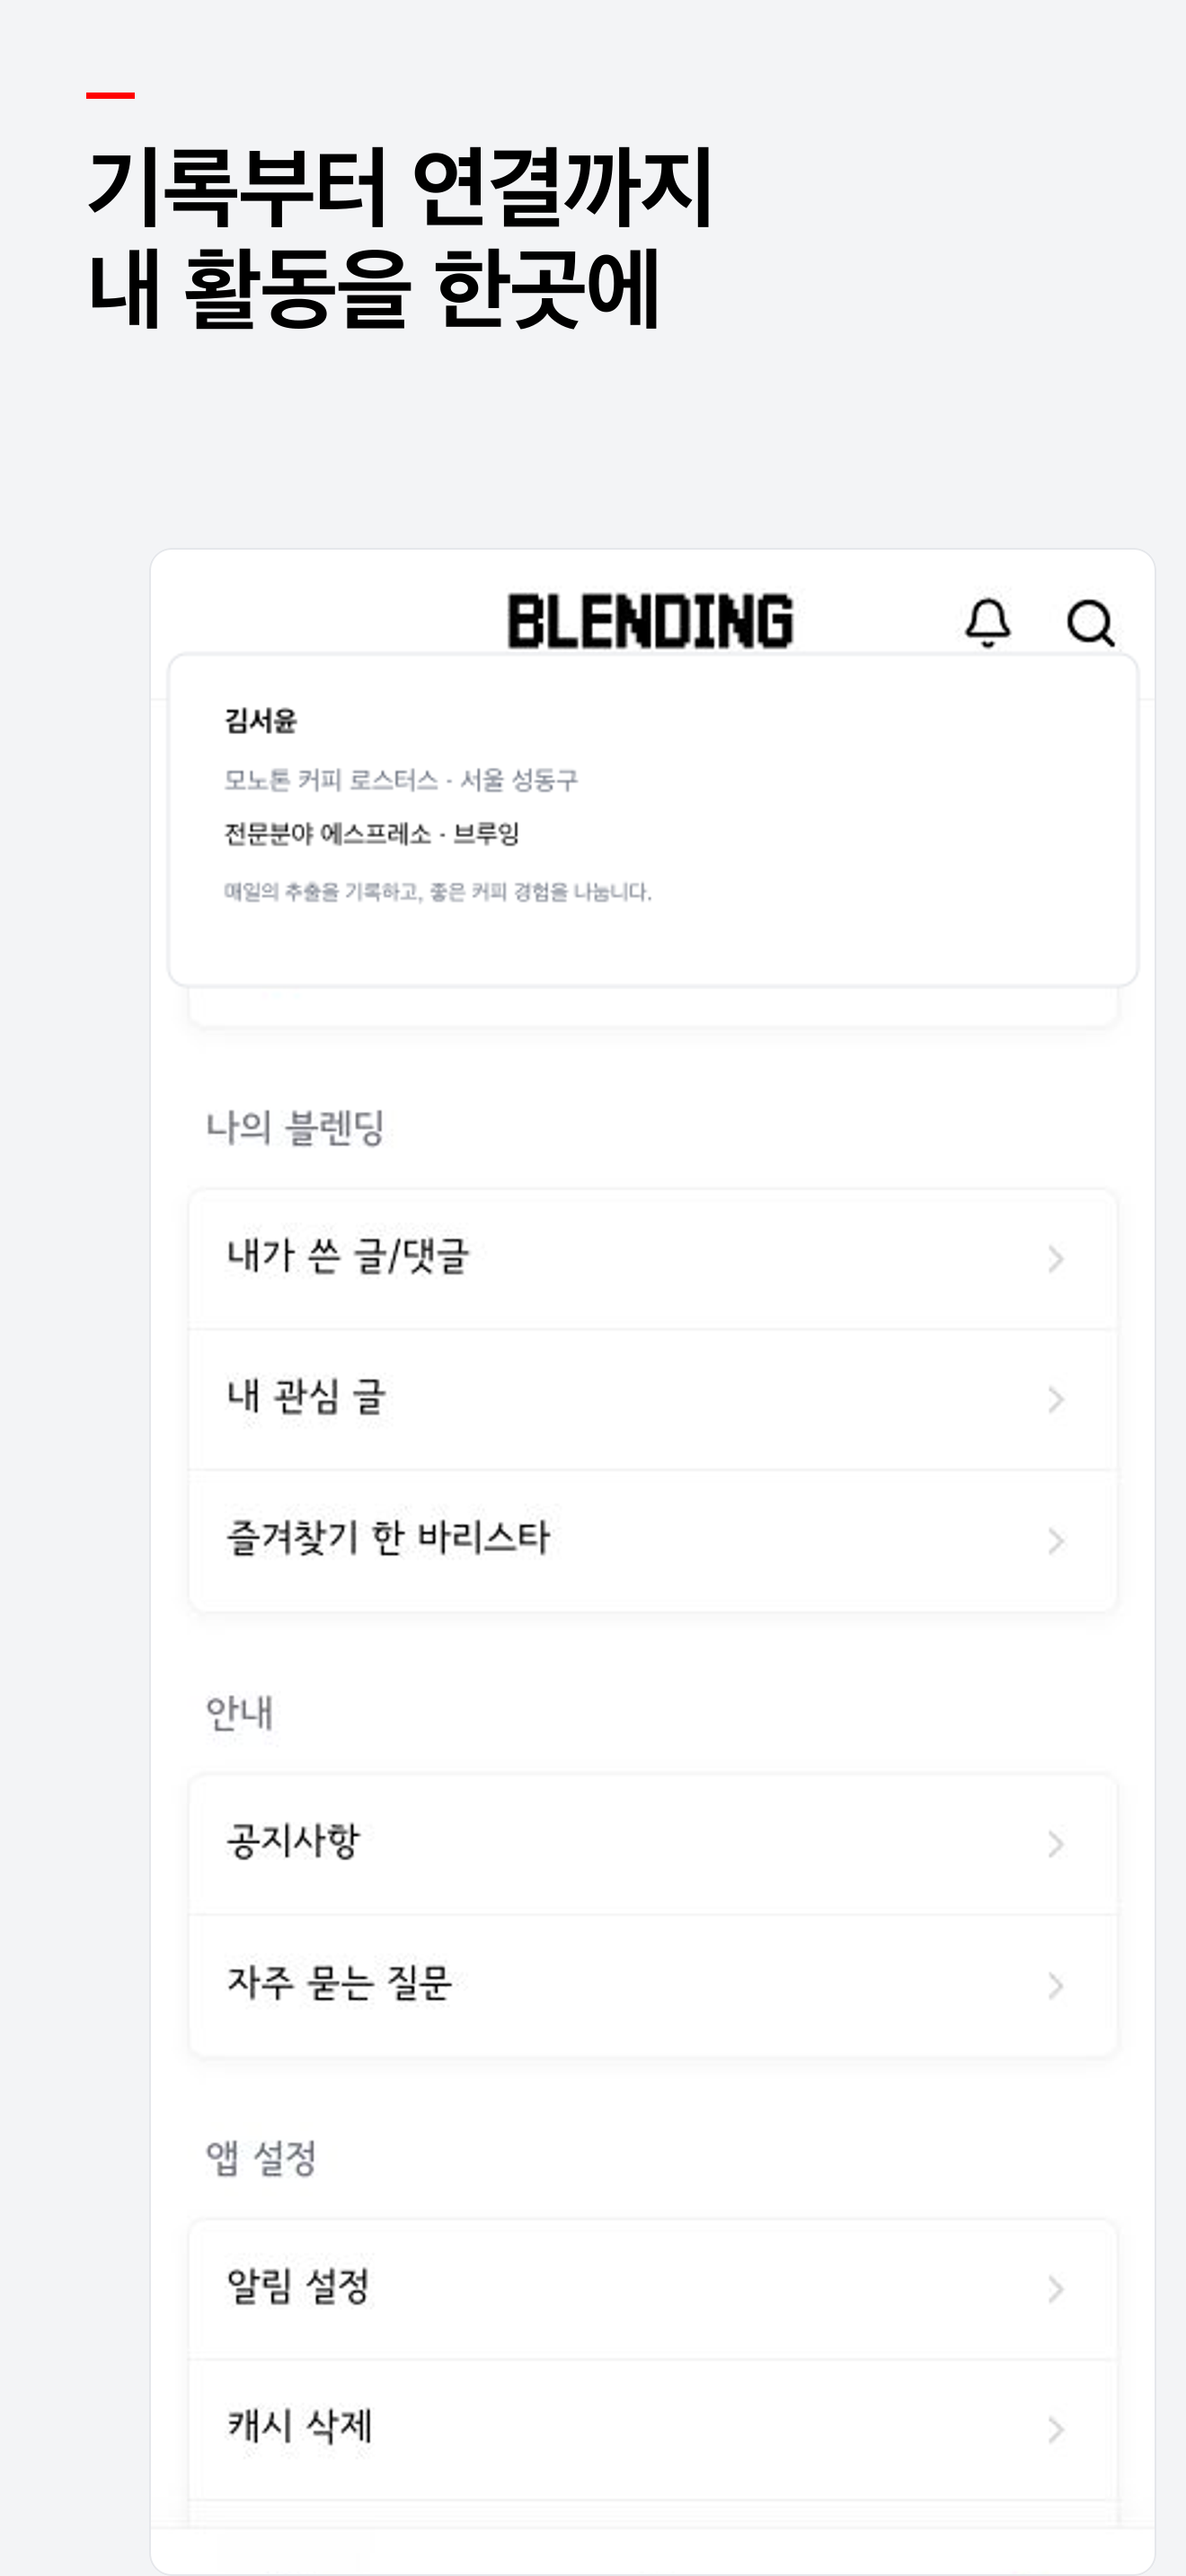 기록부터 연결까지
내 활동을 한곳에
BLENDING
김서윤
모노톤 커피 로스터스 · 서울 성동구
전문분야 에스프레소 · 브루잉
매일의 추출을 기록하고, 좋은 커피 경험을 나눕니다.
나의 블렌딩
내가 쓴 글/댓글
내 관심 글
즐겨찾기 한 바리스타
안내
공지사항
자주 묻는 질문
앱 설정
알림 설정
캐시 삭제